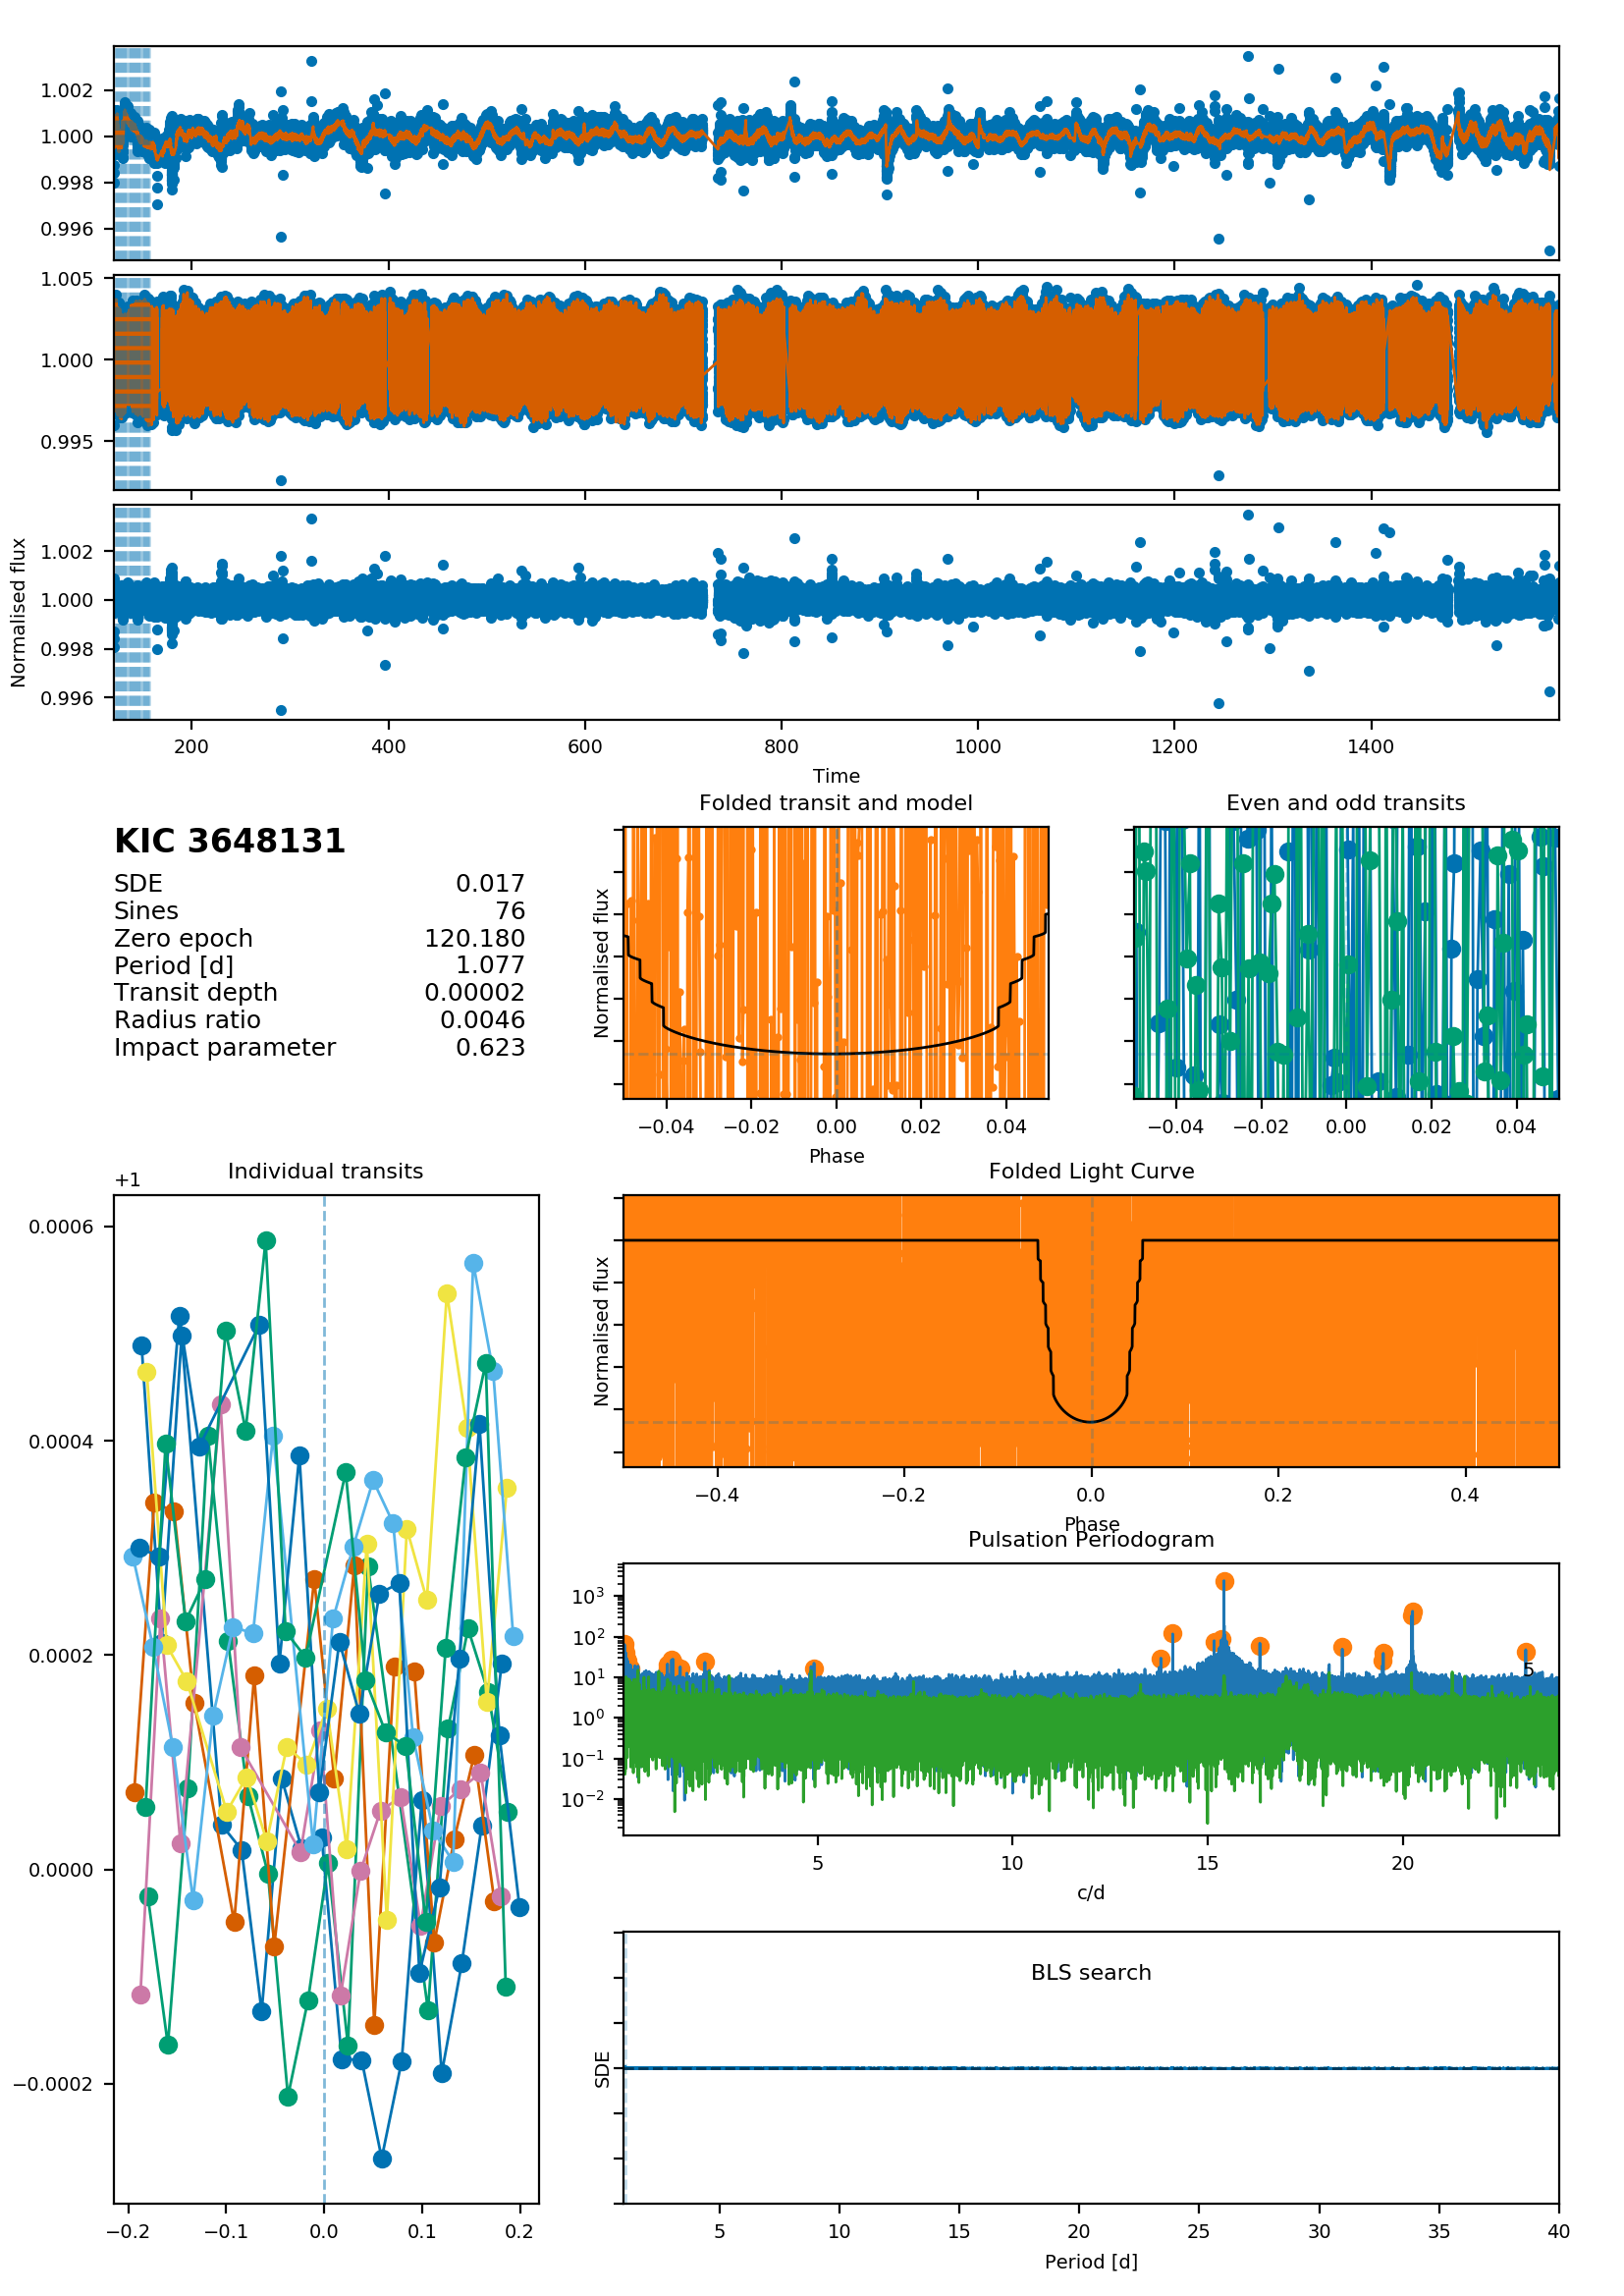 1.002
1.000
0.998
0.996
1.005
1.000
0.995
1.002
1.000
0.998
0.996
Normalised flux
200 400 600 800 1000 1200 1400
Time
KIC 3648131
SDE 0.017
Sines 76
Zero epoch 120.180
Period [d] 1.077
Transit depth 0.00002
Radius ratio 0.0046
Impact parameter 0.623
Folded transit and model
Normalised flux
−0.04 −0.02 0.00 0.02 0.04
Phase
Even and odd transits
−0.04 −0.02 0.00 0.02 0.04
Individual transits
+1
0.0006
0.0004
0.0002
0.0000
−0.0002
−0.2 −0.1 0.0 0.1 0.2
Folded Light Curve
Normalised flux
−0.4 −0.2 0.0 0.2 0.4
Phase
Pulsation Periodogram
10³
10²
10¹
10⁰
10⁻¹
10⁻²
5
5 10 15 20
c/d
BLS search
SDE
5 10 15 20 25 30 35 40
Period [d]